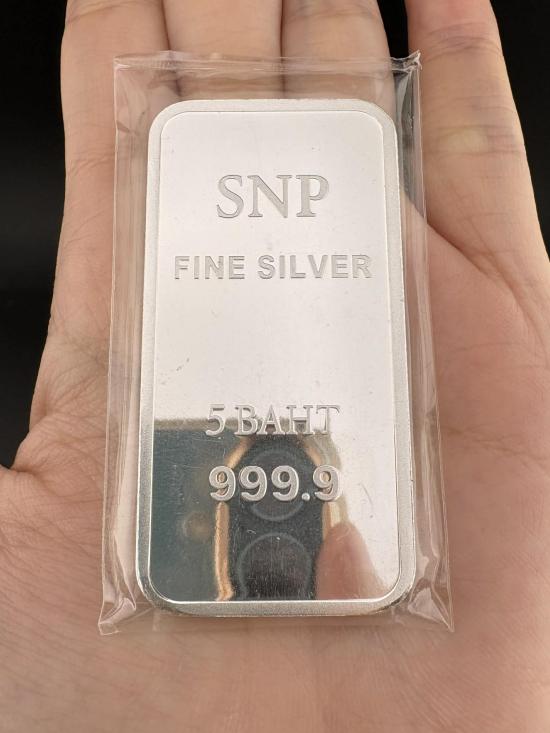 SNP
FINE SILVER
5 BAHT
999.9